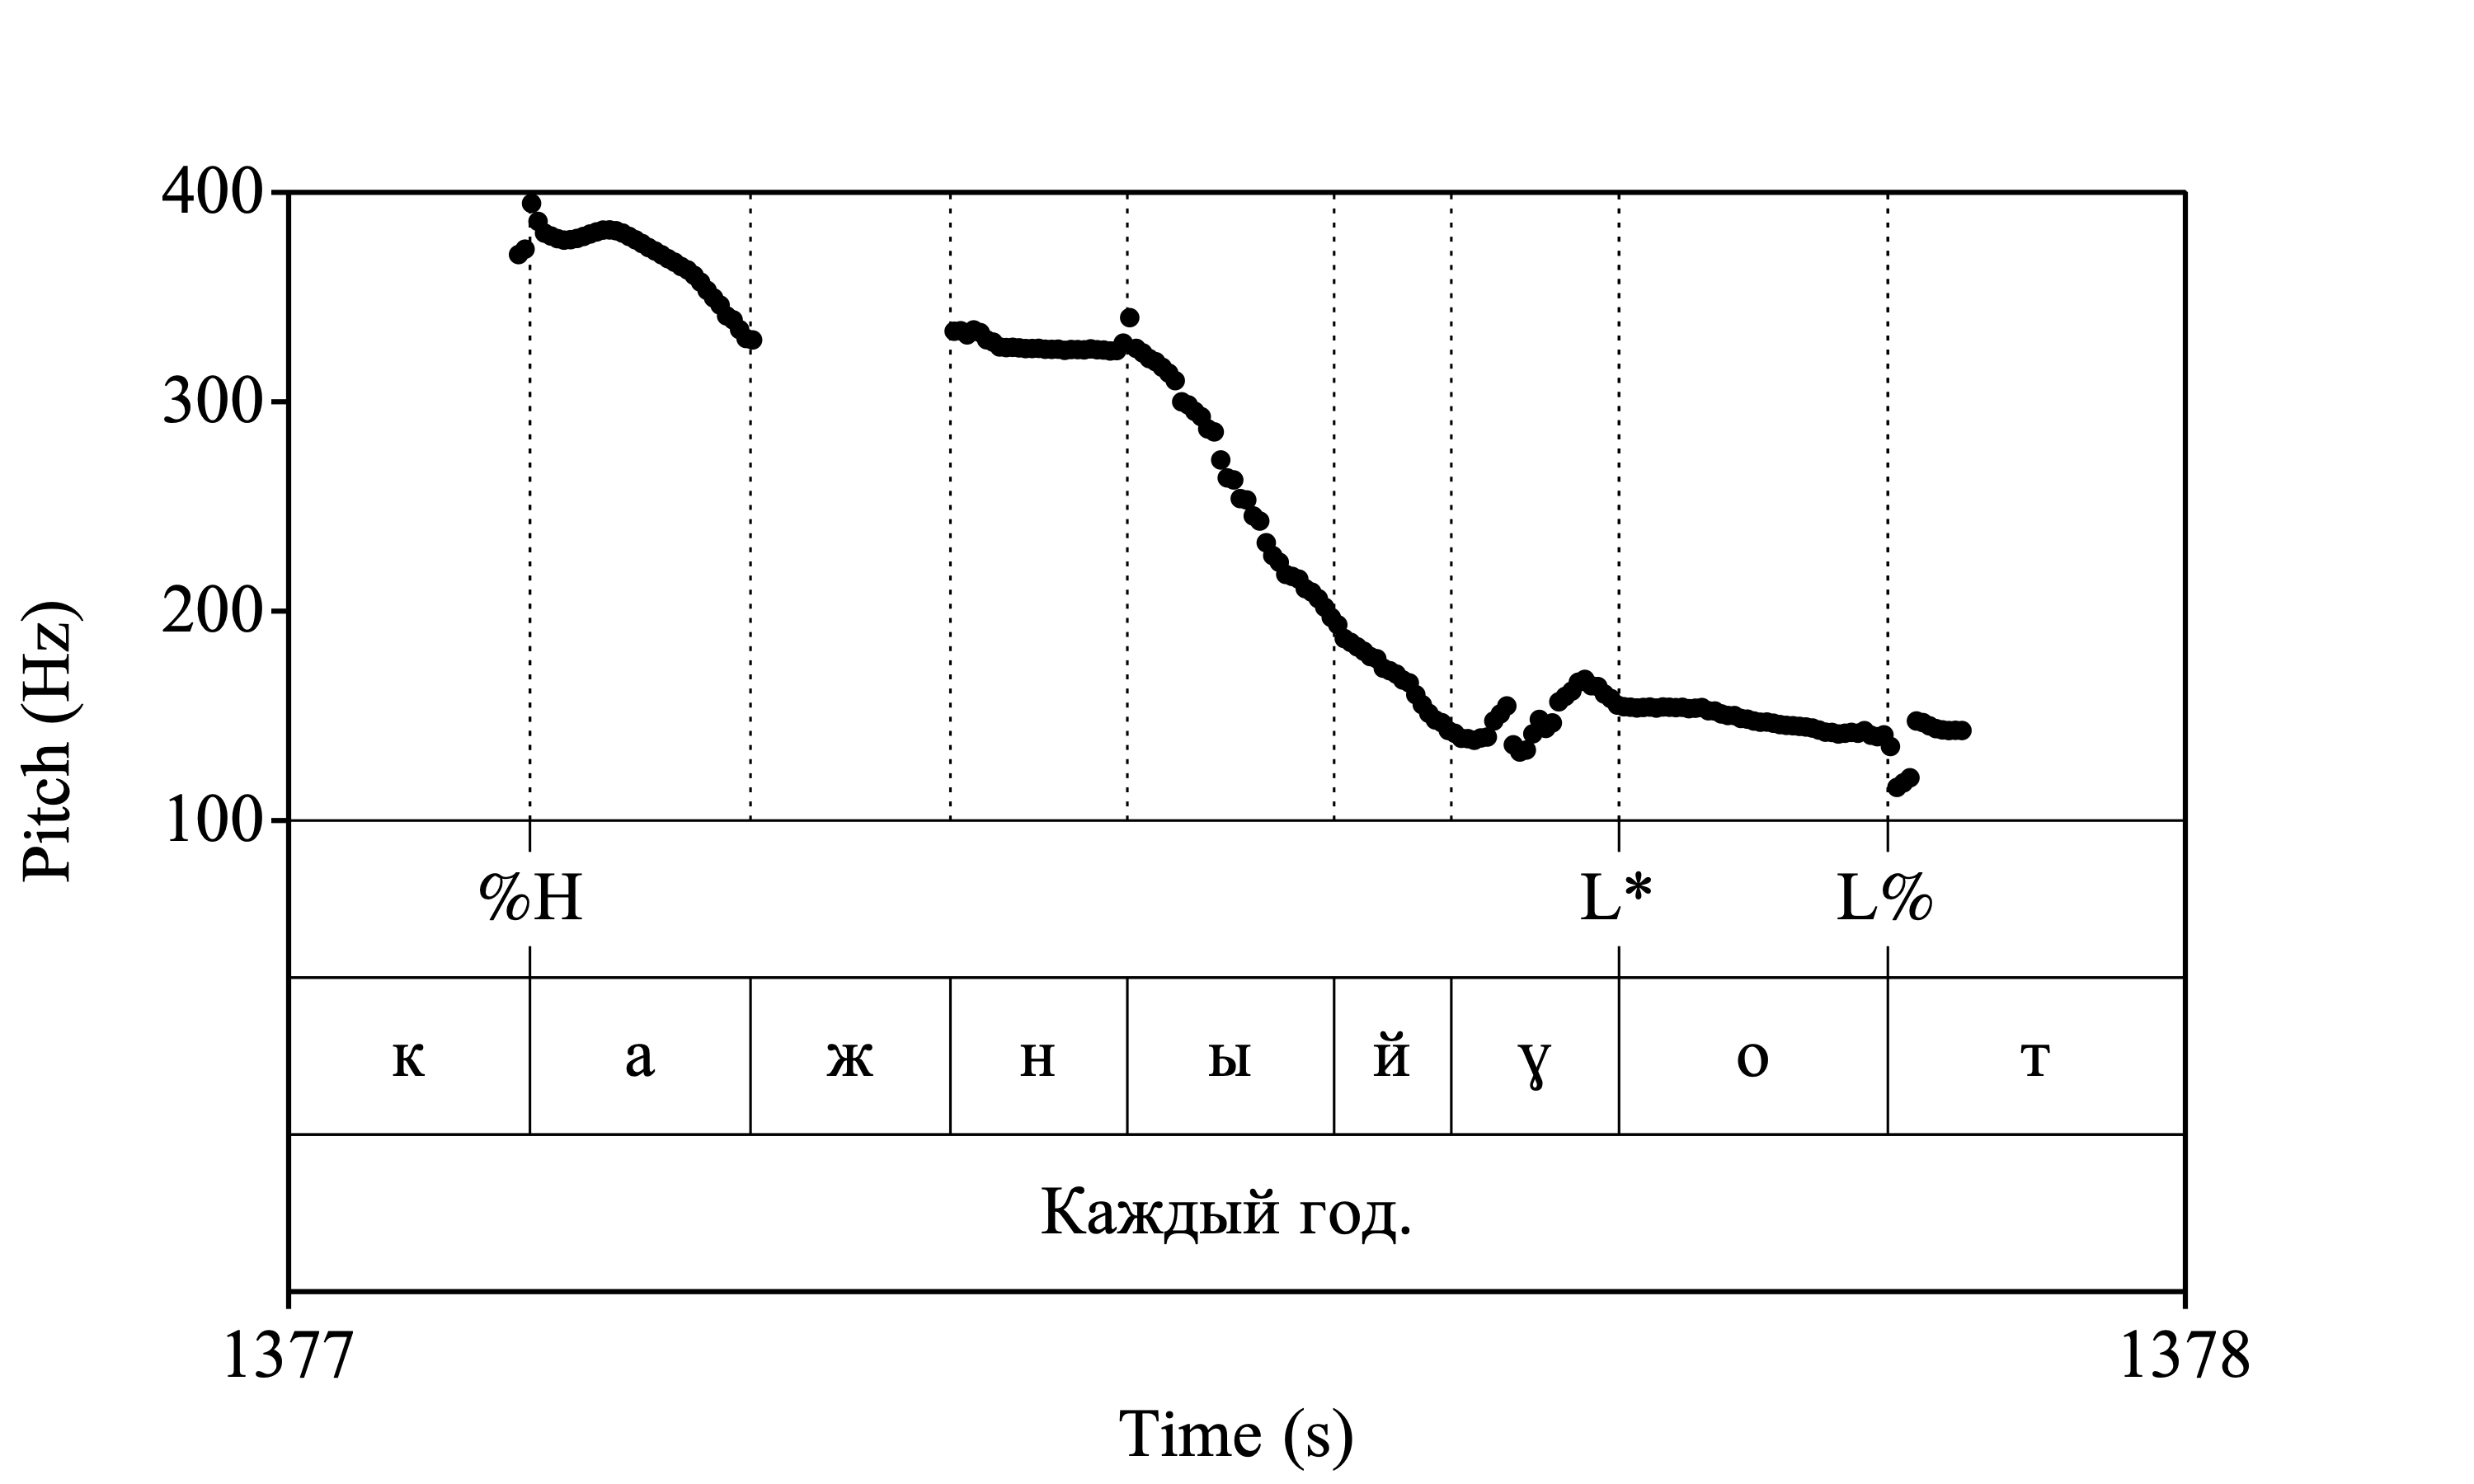 400
300
200
100
Pitch (Hz)
%H L* L%
к а ж н ы й ɣ о т
Каждый год.
1377 1378
Time (s)